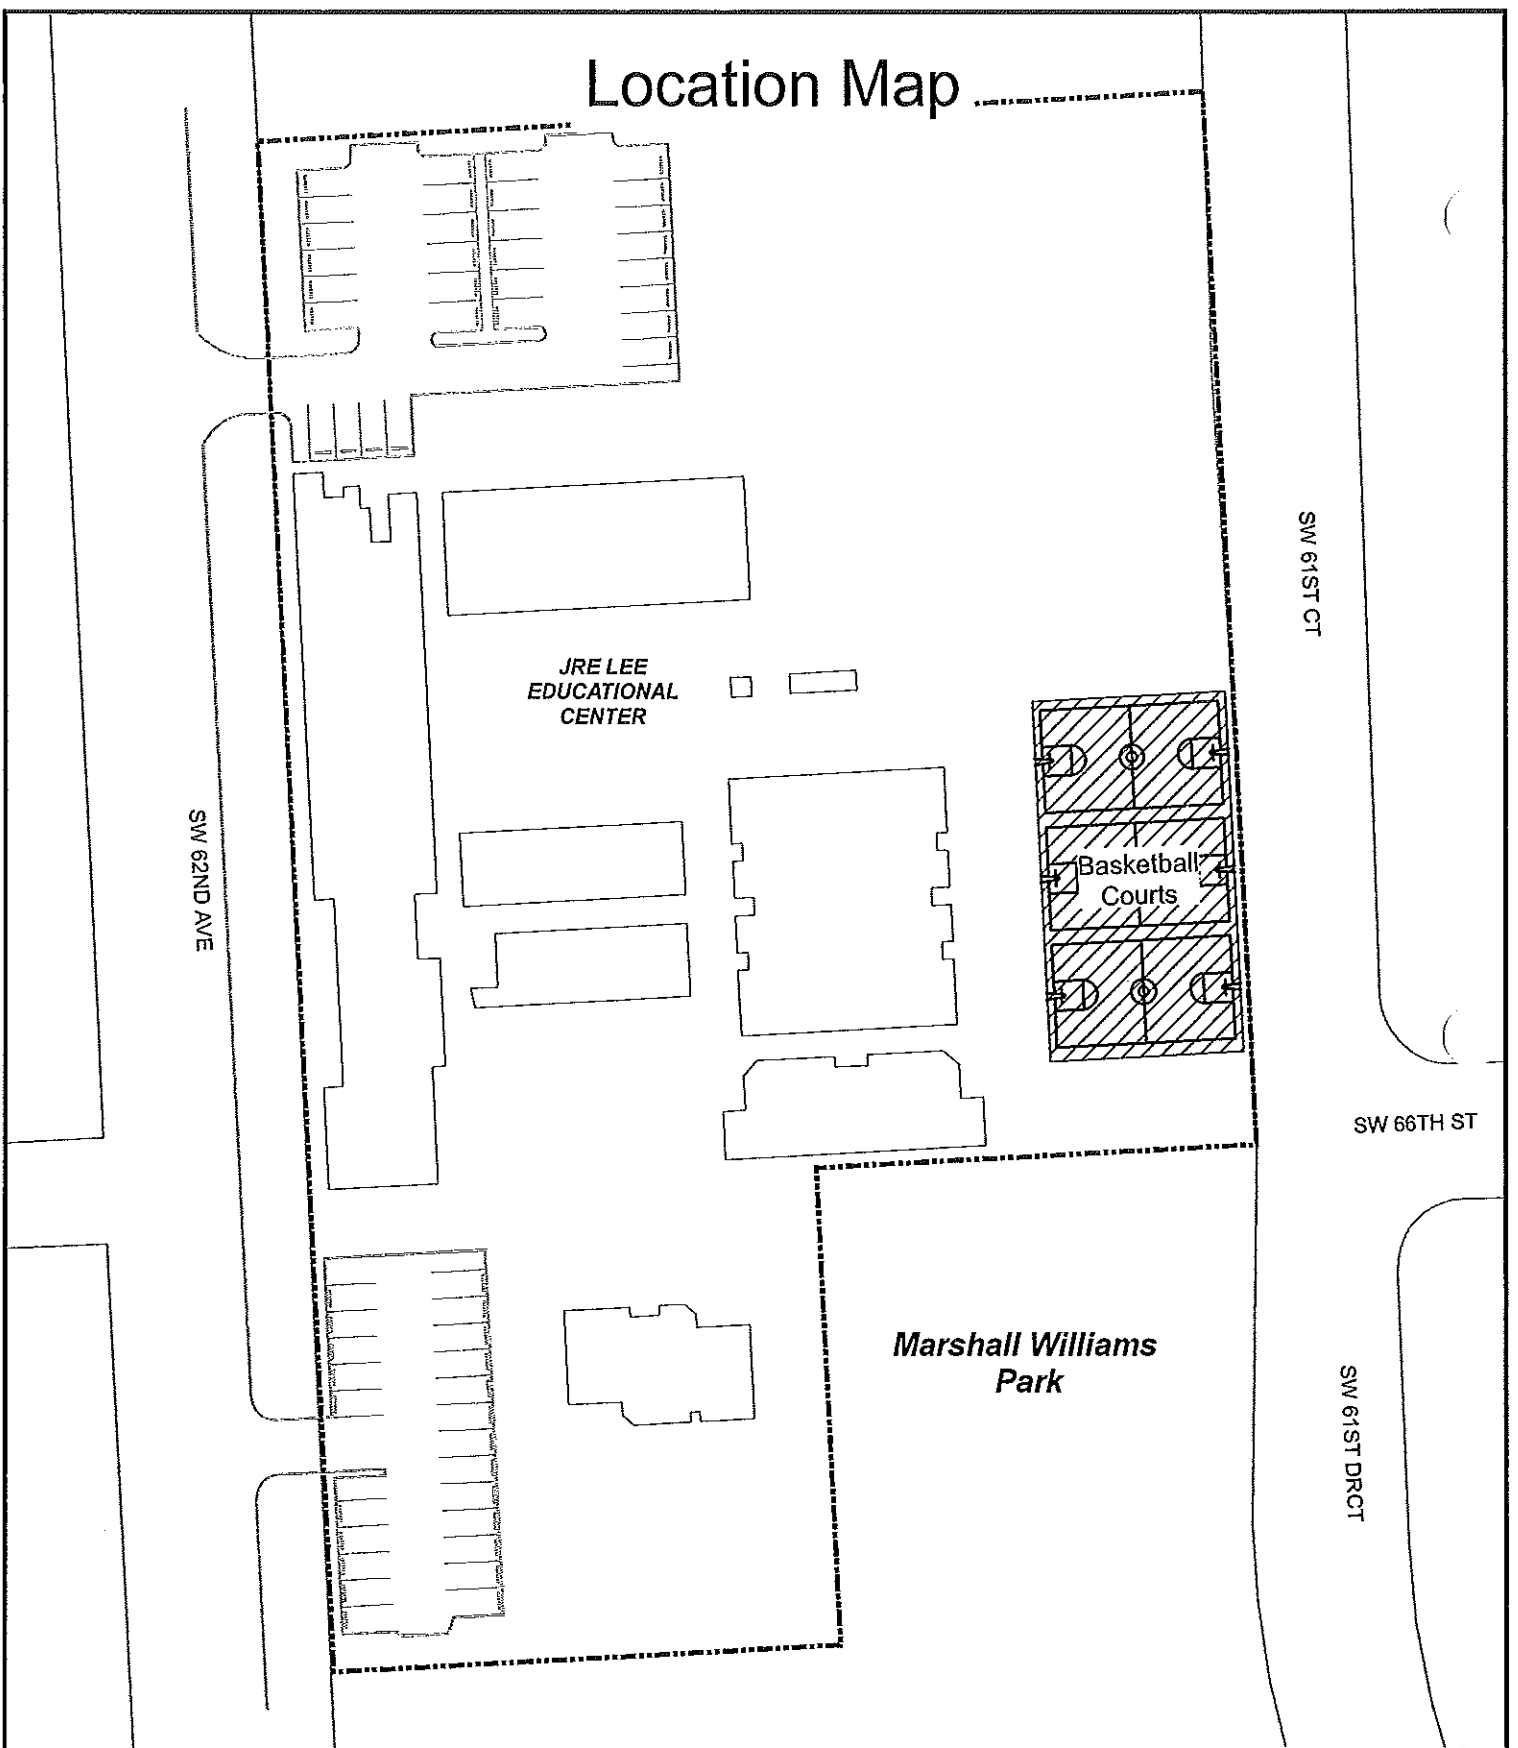 Location Map
SW 61ST CT
JRE LEE
EDUCATIONAL
CENTER
SW 62ND AVE
Basketball
Courts
SW 66TH ST
Marshall Williams
Park
SW 61ST DRCT